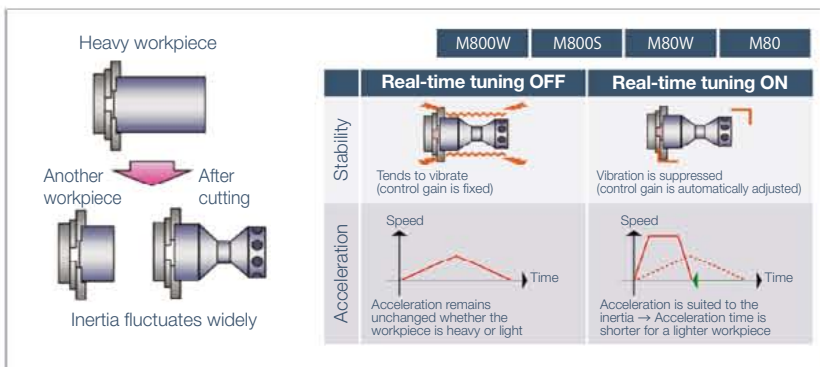 Heavy workpiece
Another
workpiece
After
cutting
Inertia fluctuates widely
M800W
M800S
M80W
M80
Real-time tuning OFF
Real-time tuning ON
Stability
Tends to vibrate
(control gain is fixed)
Vibration is suppressed
(control gain is automatically adjusted)
Acceleration
Speed
Time
Acceleration remains
unchanged whether the
workpiece is heavy or light
Speed
Time
Acceleration is suited to the
inertia → Acceleration time is
shorter for a lighter workpiece